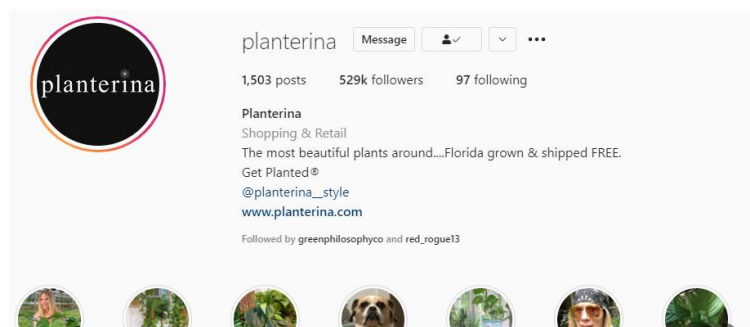 planterina
planterina Message
1,503 posts 529k followers 97 following
Planterina
Shopping & Retail
The most beautiful plants around....Florida grown & shipped FREE.
Get Planted®
@planterina__style
www.planterina.com
Followed by greenphilosophyco and red_rogue13